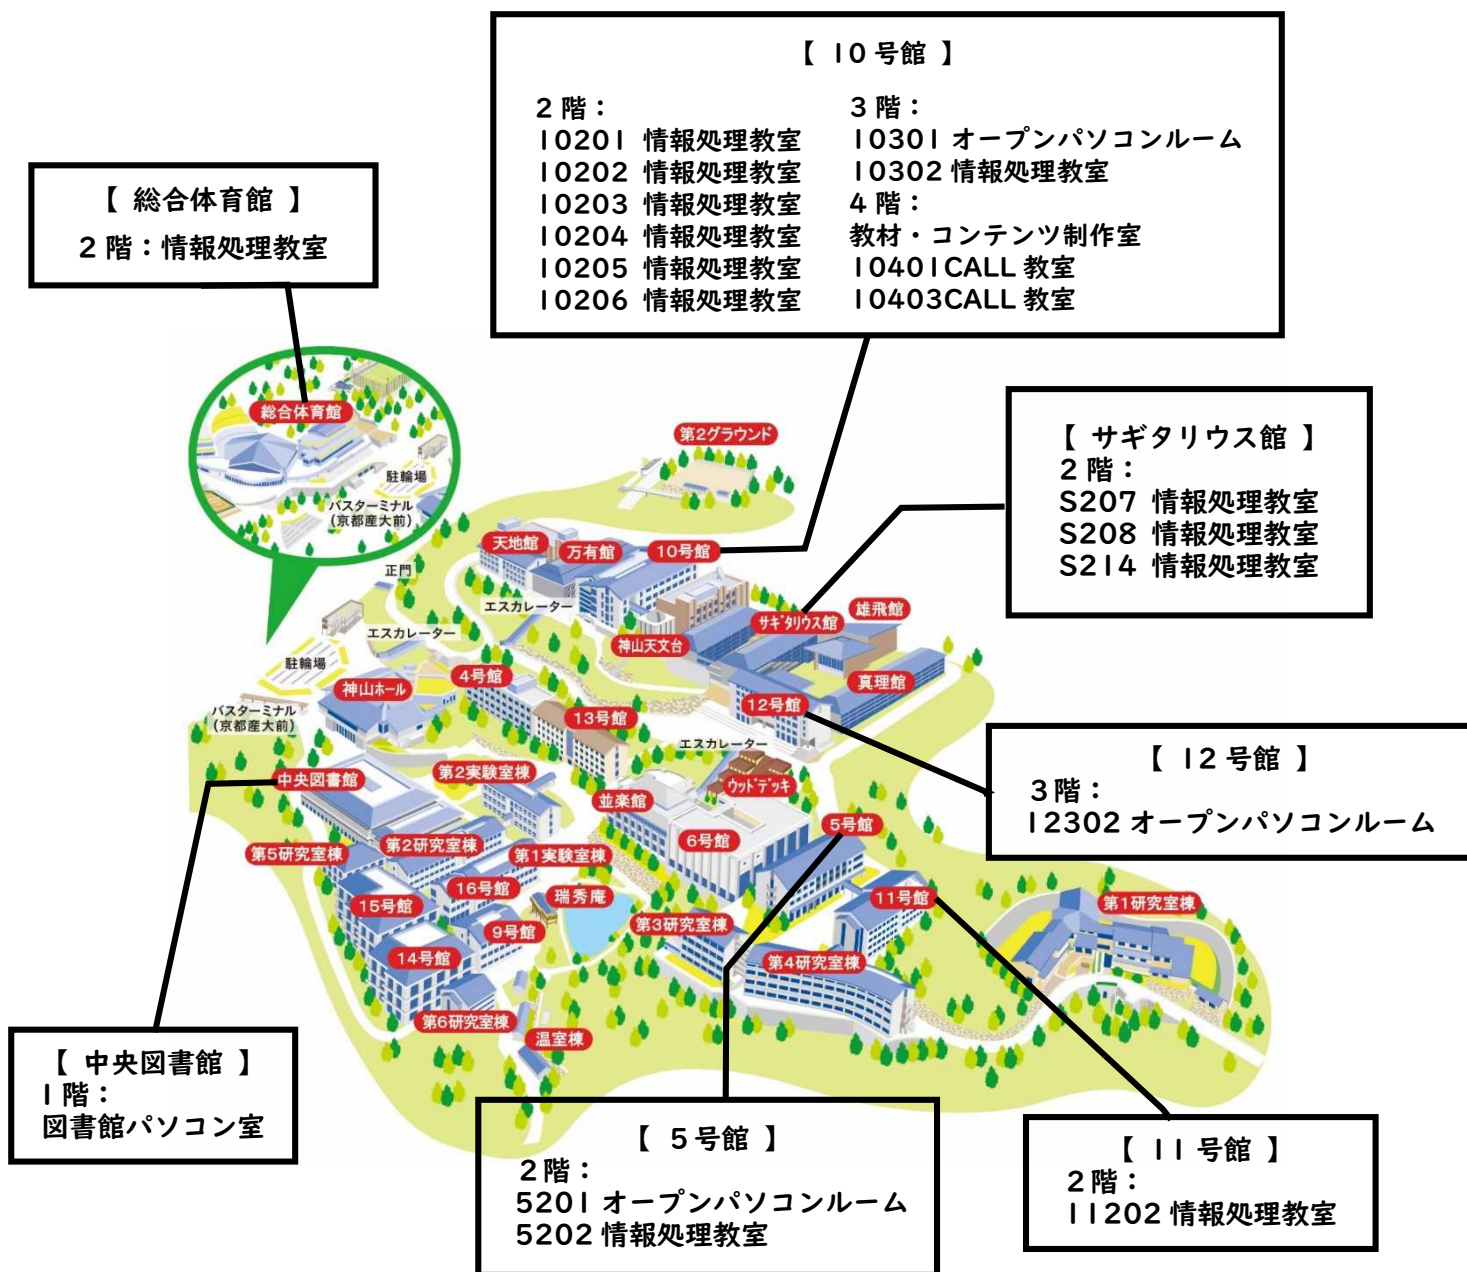 【 10号館 】
2階：
10201 情報処理教室
10202 情報処理教室
10203 情報処理教室
10204 情報処理教室
10205 情報処理教室
10206 情報処理教室
3階：
10301 オープンパソコンルーム
10302 情報処理教室
4階：
教材・コンテンツ制作室
10401CALL 教室
10403CALL 教室
【 総合体育館 】
2階：情報処理教室
【 サギタリウス館 】
2階：
S207 情報処理教室
S208 情報処理教室
S214 情報処理教室
総合体育館
駐輪場
バスターミナル
(京都産大前)
第2グラウンド
天地館
万有館
10号館
正門
エスカレーター
エスカレーター
サギタリウス館
雄飛館
神山天文台
真理館
駐輪場
神山ホール
4号館
12号館
バスターミナル
(京都産大前)
13号館
エスカレーター
中央図書館
第2実験室棟
並楽館
ウッドデッキ
6号館
5号館
第5研究室棟
第2研究室棟
第1実験室棟
16号館
瑞秀庵
15号館
9号館
第3研究室棟
11号館
第1研究室棟
14号館
第4研究室棟
第6研究室棟
温室棟
【 12号館 】
3階：
12302 オープンパソコンルーム
【 中央図書館 】
1階：
図書館パソコン室
【 5号館 】
2階：
5201 オープンパソコンルーム
5202 情報処理教室
【 11号館 】
2階：
11202 情報処理教室